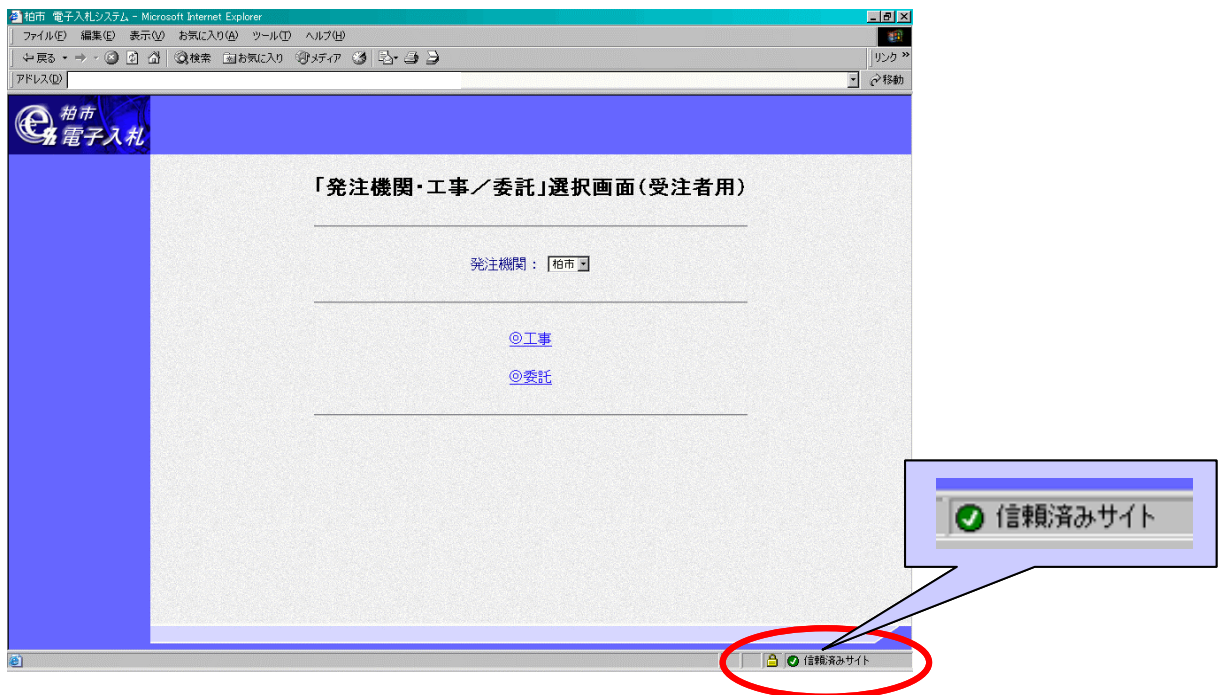 柏市 電子入札システム - Microsoft Internet Explorer
ファイル(F) 編集(E) 表示(V) お気に入り(A) ツール(T) ヘルプ(H)
戻る 検索 お気に入り メディア リンク »
アドレス(D) 移動
柏市
電子入札
「発注機関・工事／委託」選択画面(受注者用)
発注機関： 柏市
◎工事
◎委託
信頼済みサイト
信頼済みサイト